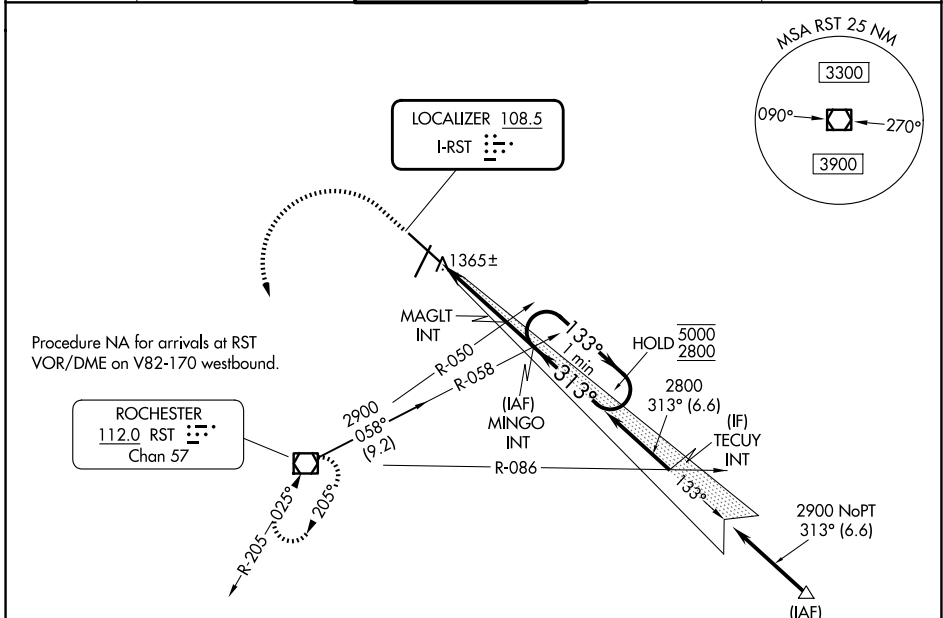 MSA RST 25 NM
3300
090°
270°
3900
LOCALIZER 108.5
I-RST
1365±
MAGLT
INT
R-050
R-058
133°
1 min
313°
HOLD 5000
2800
Procedure NA for arrivals at RST
VOR/DME on V82-170 westbound.
(IAF)
MINGO
INT
2800
313° (6.6)
(IF)
TECUY
INT
ROCHESTER
112.0 RST
Chan 57
2900
058°
(9.2)
R-086
133°
R-205
025°
205°
2900 NoPT
313° (6.6)
(IAF)